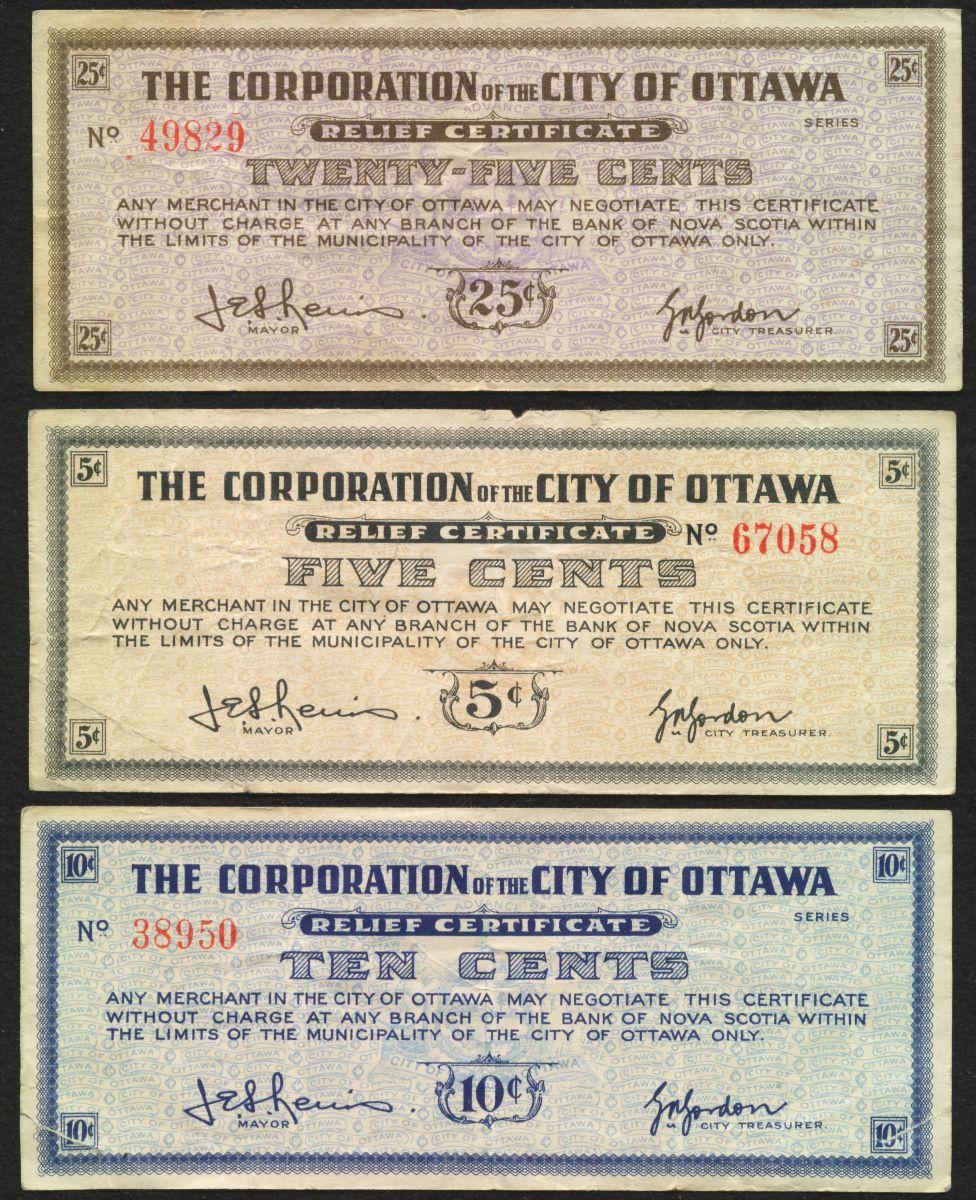 25¢ 25¢
THE CORPORATION OF THE CITY OF OTTAWA
ADVANCE
Nº 49829 RELIEF CERTIFICATE SERIES
TWENTY-FIVE CENTS
ANY MERCHANT IN THE CITY OF OTTAWA MAY NEGOTIATE THIS CERTIFICATE
WITHOUT CHARGE AT ANY BRANCH OF THE BANK OF NOVA SCOTIA WITHIN
THE LIMITS OF THE MUNICIPALITY OF THE CITY OF OTTAWA ONLY.
25¢
MAYOR CITY TREASURER
25¢ 25¢
5¢ 5¢
THE CORPORATION OF THE CITY OF OTTAWA
RELIEF CERTIFICATE Nº 67058
FIVE CENTS
ANY MERCHANT IN THE CITY OF OTTAWA MAY NEGOTIATE THIS CERTIFICATE
WITHOUT CHARGE AT ANY BRANCH OF THE BANK OF NOVA SCOTIA WITHIN
THE LIMITS OF THE MUNICIPALITY OF THE CITY OF OTTAWA ONLY.
5¢
MAYOR CITY TREASURER.
5¢ 5¢
10¢ 10¢
THE CORPORATION OF THE CITY OF OTTAWA
ADVANCE
Nº 38950 RELIEF CERTIFICATE SERIES
TEN CENTS
ANY MERCHANT IN THE CITY OF OTTAWA MAY NEGOTIATE THIS CERTIFICATE
WITHOUT CHARGE AT ANY BRANCH OF THE BANK OF NOVA SCOTIA WITHIN
THE LIMITS OF THE MUNICIPALITY OF THE CITY OF OTTAWA ONLY.
10¢
MAYOR CITY TREASURER.
10¢ 10¢